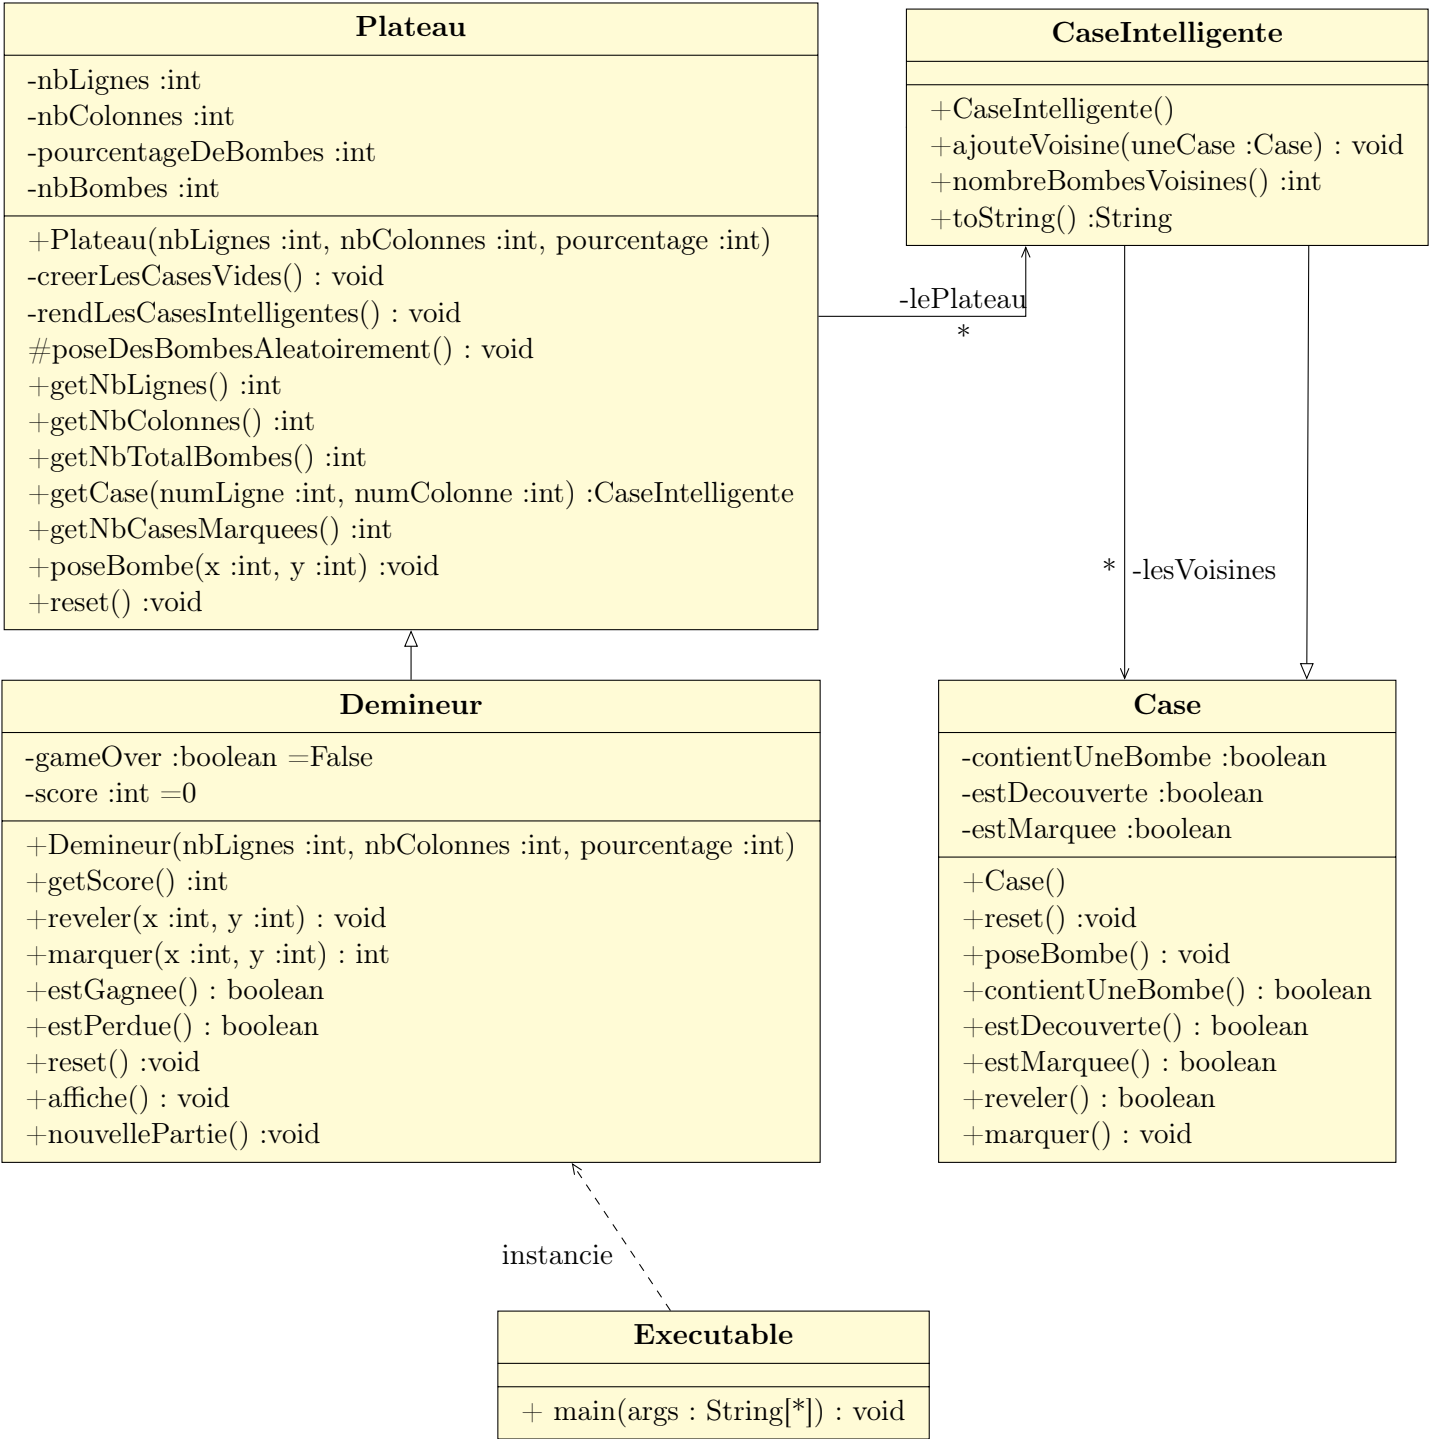 Plateau
-nbLignes :int
-nbColonnes :int
-pourcentageDeBombes :int
-nbBombes :int
+Plateau(nbLignes :int, nbColonnes :int, pourcentage :int)
-creerLesCasesVides() : void
-rendLesCasesIntelligentes() : void
#poseDesBombesAleatoirement() : void
+getNbLignes() :int
+getNbColonnes() :int
+getNbTotalBombes() :int
+getCase(numLigne :int, numColonne :int) :CaseIntelligente
+getNbCasesMarquees() :int
+poseBombe(x :int, y :int) :void
+reset() :void
CaseIntelligente
+CaseIntelligente()
+ajouteVoisine(uneCase :Case) : void
+nombreBombesVoisines() :int
+toString() :String
-lePlateau
*
* -lesVoisines
Demineur
-gameOver :boolean =False
-score :int =0
+Demineur(nbLignes :int, nbColonnes :int, pourcentage :int)
+getScore() :int
+reveler(x :int, y :int) : void
+marquer(x :int, y :int) : int
+estGagnee() : boolean
+estPerdue() : boolean
+reset() :void
+affiche() : void
+nouvellePartie() :void
Case
-contientUneBombe :boolean
-estDecouverte :boolean
-estMarquee :boolean
+Case()
+reset() :void
+poseBombe() : void
+contientUneBombe() : boolean
+estDecouverte() : boolean
+estMarquee() : boolean
+reveler() : boolean
+marquer() : void
instancie
Executable
+ main(args : String[*]) : void